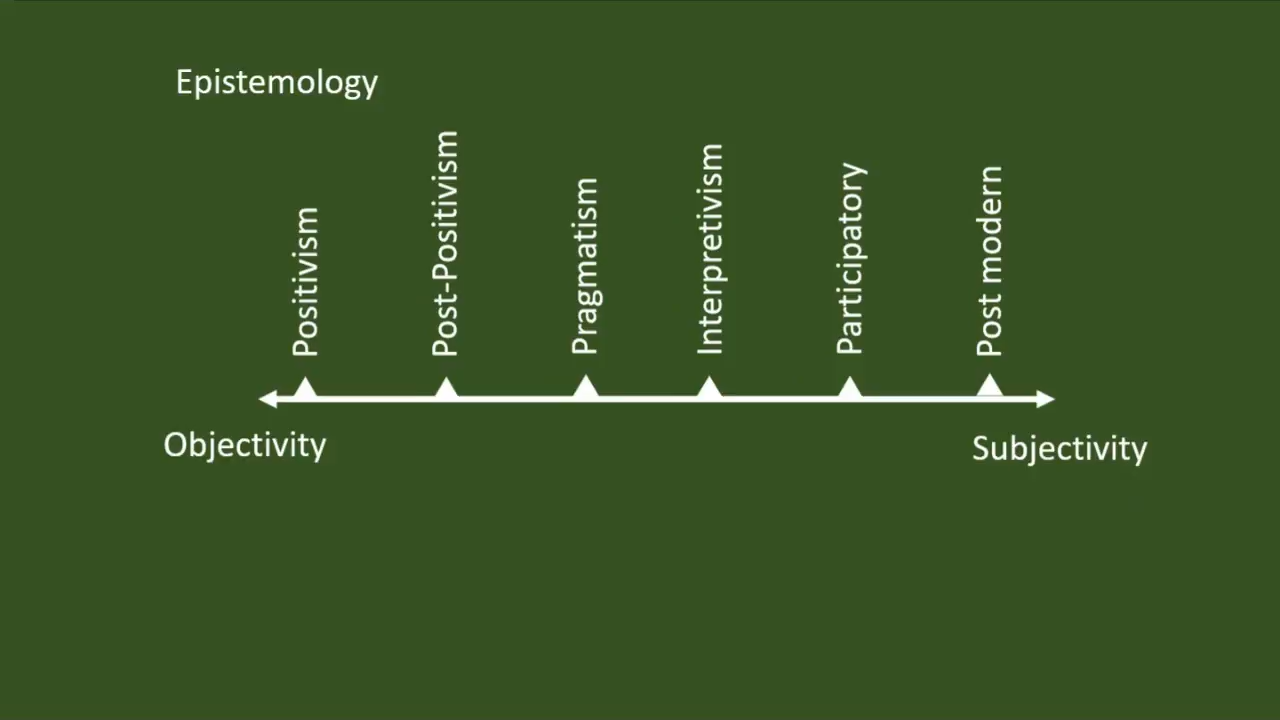 Epistemology
Positivism
Post-Positivism
Pragmatism
Interpretivism
Participatory
Post modern
Objectivity
Subjectivity